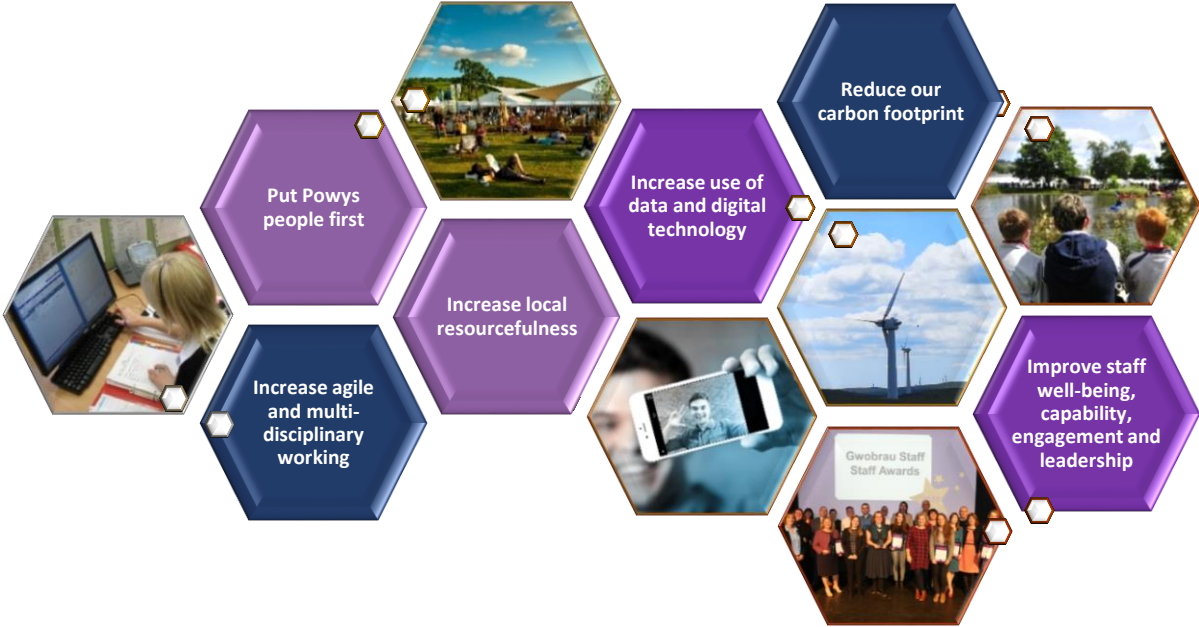 Put Powys
people first
Increase agile
and multi-
disciplinary
working
Increase local
resourcefulness
Increase use of
data and digital
technology
Reduce our
carbon footprint
Gwobrau Staff
Staff Awards
Improve staff
well-being,
capability,
engagement and
leadership